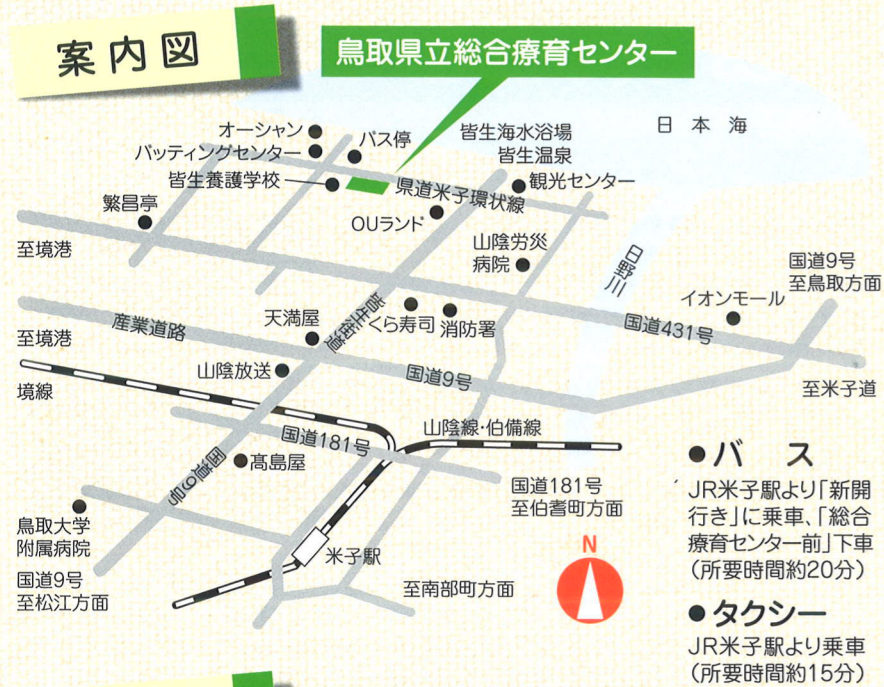 案内図
鳥取県立総合療育センター
日本海
オーシャン
バッティングセンター
バス停
皆生海水浴場
皆生温泉
皆生養護学校
県道米子環状線
観光センター
繁昌亭
OUランド
山陰労災
病院
至境港
日野川
国道9号
至鳥取方面
イオンモール
皆生街道
くら寿司
消防署
国道431号
天満屋
産業道路
至境港
山陰放送
国道9号
至米子道
境線
国道181号
山陰線・伯備線
国道9号
髙島屋
国道181号
至伯耆町方面
鳥取大学
附属病院
米子駅
国道9号
至松江方面
至南部町方面
N
●バス
JR米子駅より「新開
行き」に乗車、「総合
療育センター前」下車
(所要時間約20分)
●タクシー
JR米子駅より乗車
(所要時間約15分)